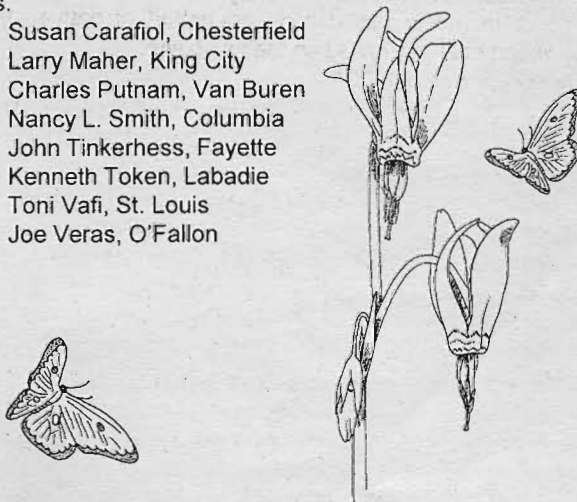 s.
Susan Carafiol, Chesterfield
Larry Maher, King City
Charles Putnam, Van Buren
Nancy L. Smith, Columbia
John Tinkerhess, Fayette
Kenneth Token, Labadie
Toni Vafi, St. Louis
Joe Veras, O'Fallon